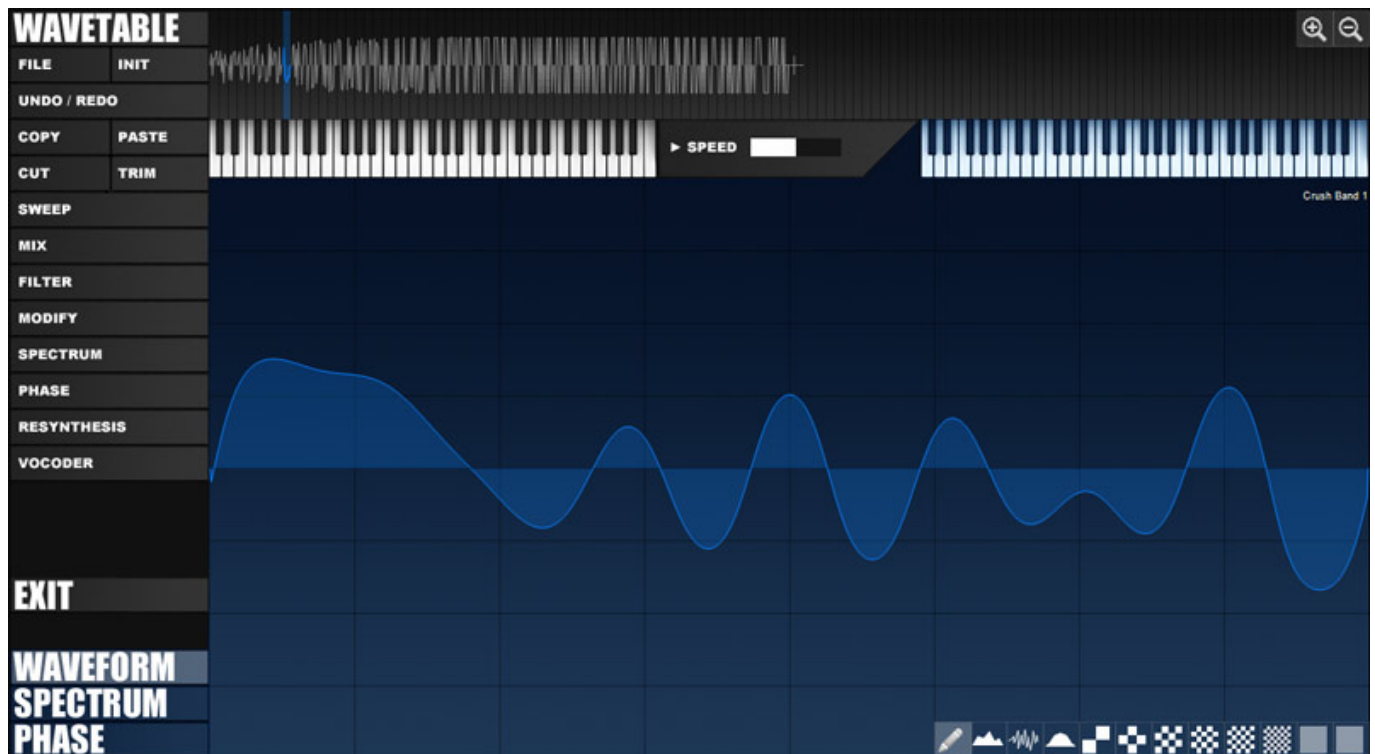 WAVETABLE
FILE INIT
UNDO / REDO
COPY PASTE
CUT TRIM
SWEEP
MIX
FILTER
MODIFY
SPECTRUM
PHASE
RESYNTHESIS
VOCODER
EXIT
WAVEFORM
SPECTRUM
PHASE
SPEED
Crush Band 1